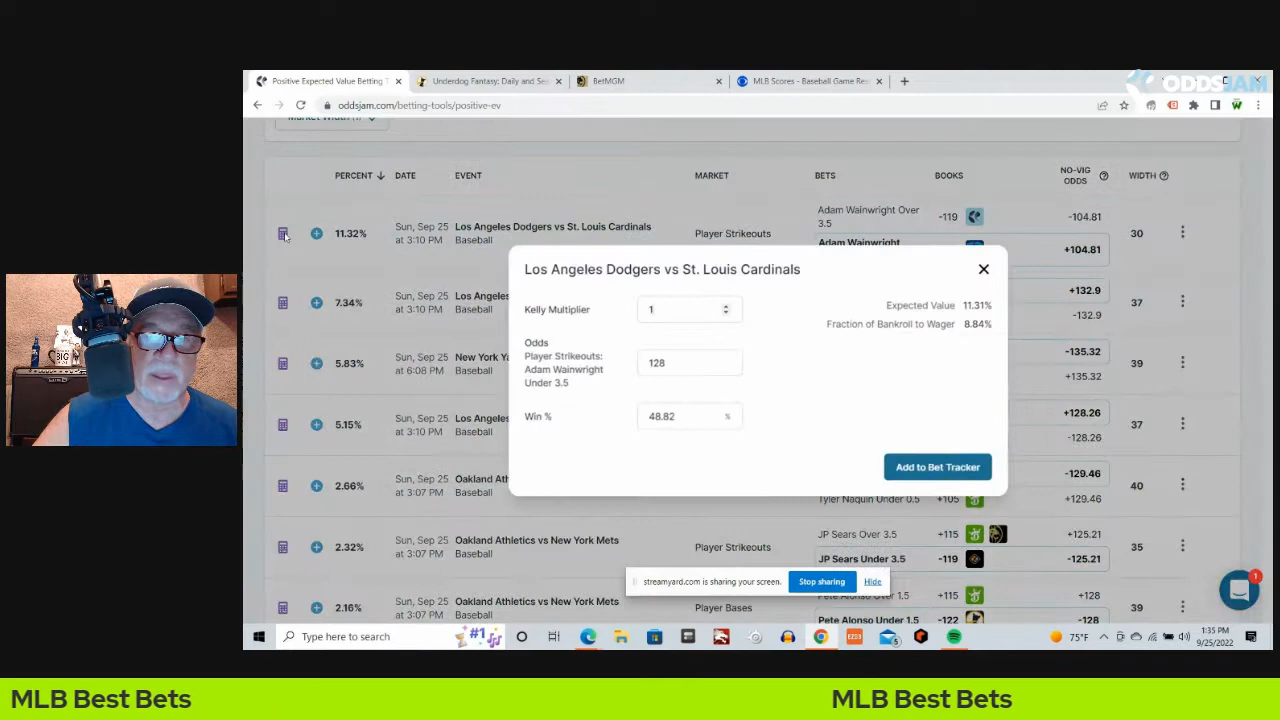 Positive Expected Value Betting T
Underdog Fantasy: Daily and Se
BetMGM
MLB Scores - Baseball Game Res
ODDSJAM
oddsjam.com/betting-tools/positive-ev
Market Width (1)
PERCENT
DATE
EVENT
MARKET
BETS
BOOKS
NO-VIG
ODDS
WIDTH
11.32%
Sun, Sep 25
at 3:10 PM
Los Angeles Dodgers vs St. Louis Cardinals
Baseball
Player Strikeouts
Adam Wainwright Over
3.5
-119
-104.81
Adam Wainwright
+104.81
30
Los Angeles Dodgers vs St. Louis Cardinals
Kelly Multiplier
1
Expected Value 11.31%
Fraction of Bankroll to Wager 8.84%
Odds
Player Strikeouts:
Adam Wainwright
Under 3.5
128
Win %
48.82
%
Add to Bet Tracker
7.34%
Sun, Sep 25
at 3:10 PM
Los Angeles
Baseball
+132.9
-132.9
37
5.83%
Sun, Sep 25
at 6:08 PM
New York Ya
Baseball
-135.32
+135.32
39
5.15%
Sun, Sep 25
at 3:10 PM
Los Angeles
Baseball
+128.26
-128.26
37
2.66%
Sun, Sep 25
at 3:07 PM
Oakland Ath
Baseball
Tyler Naquin Under 0.5
+105
-129.46
+129.46
40
2.32%
Sun, Sep 25
at 3:07 PM
Oakland Athletics vs New York Mets
Baseball
Player Strikeouts
JP Sears Over 3.5
+115
+125.21
JP Sears Under 3.5
-119
-125.21
35
streamyard.com is sharing your screen.
Stop sharing
Hide
2.16%
Sun, Sep 25
at 3:07 PM
Oakland Athletics vs New York Mets
Baseball
Player Bases
Pete Alonso Over 1.5
+115
+128
Pete Alonso Under 1.5
-122
-128
39
1
BIG
Type here to search
#1
EZD3
5
75°F
1:35 PM
9/25/2022
MLB Best Bets
MLB Best Bets